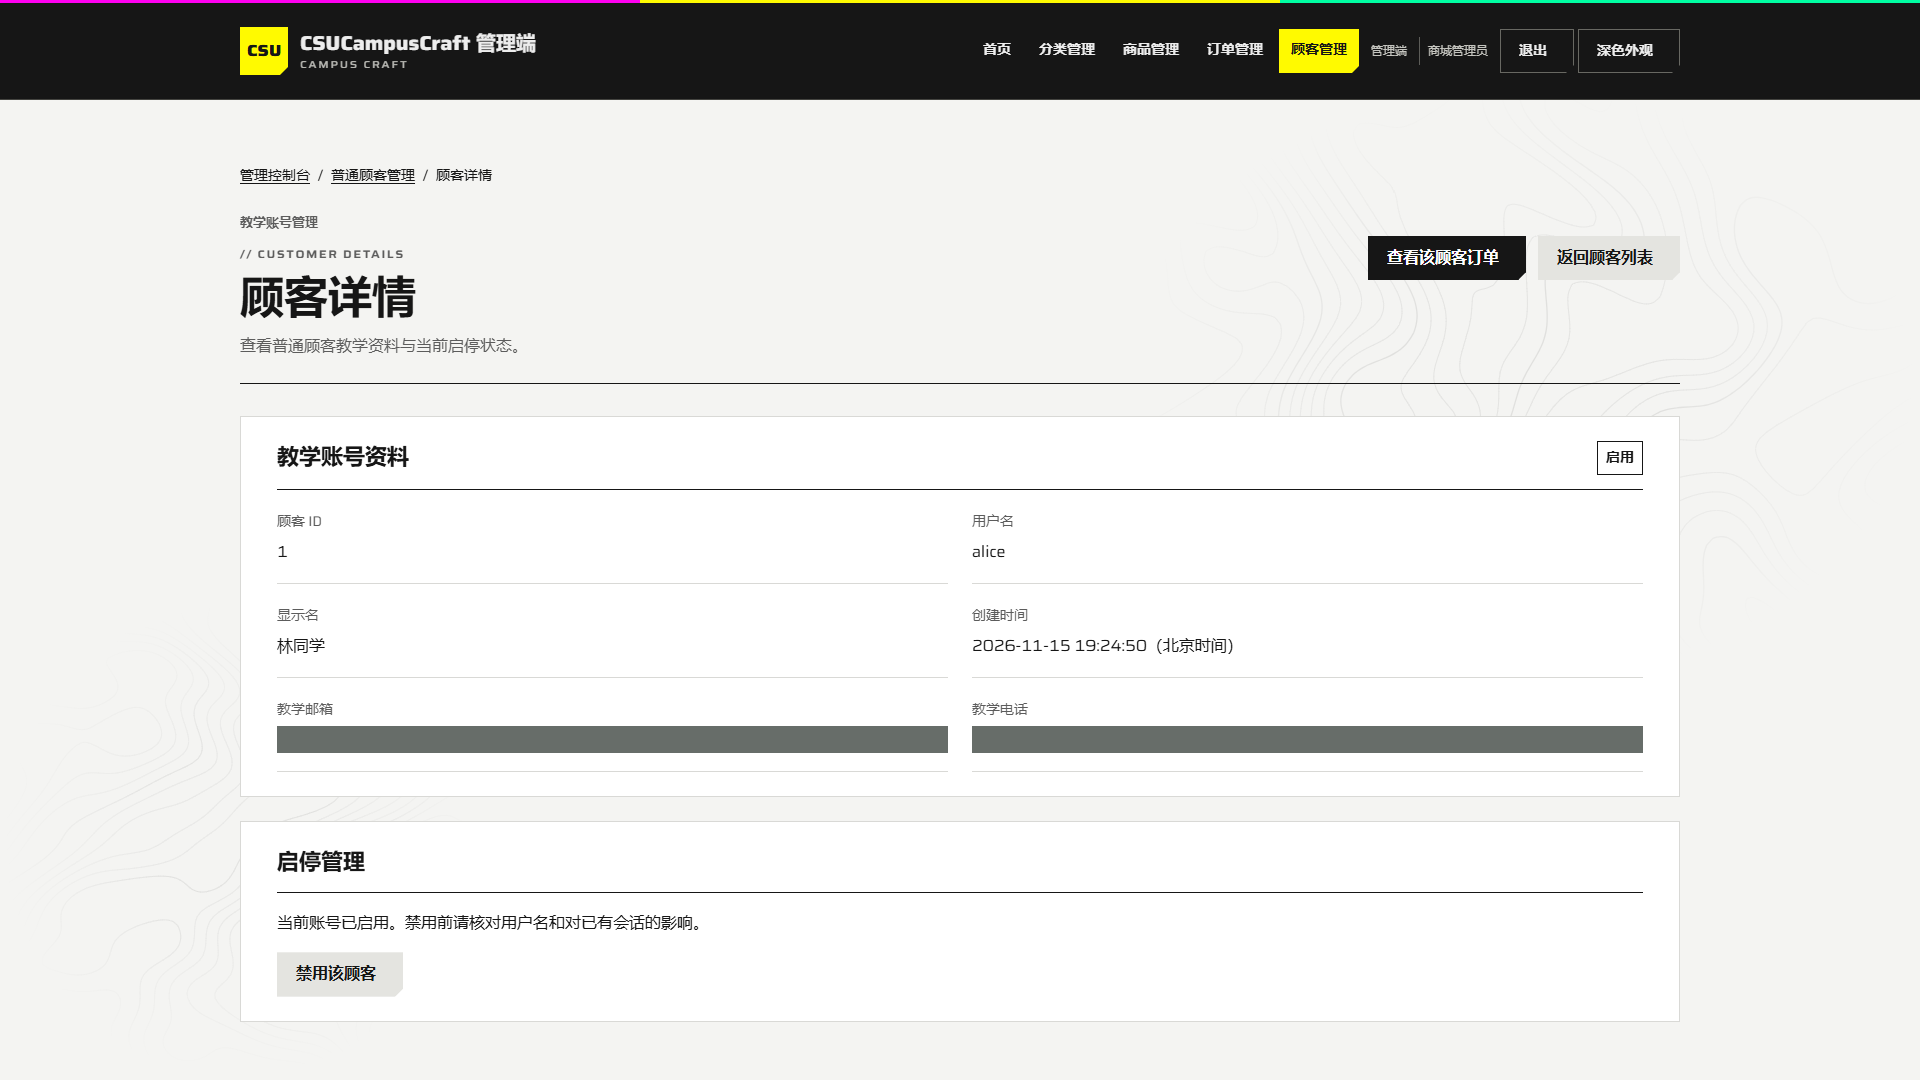 CSU
CSUCampusCraft 管理端
CAMPUS CRAFT
首页 分类管理 商品管理 订单管理 顾客管理 管理端 商城管理员 退出 深色外观
管理控制台 / 普通顾客管理 / 顾客详情
教学账号管理
// CUSTOMER DETAILS
顾客详情
查看普通顾客教学资料与当前启停状态。
查看该顾客订单 返回顾客列表
教学账号资料
启用
顾客 ID
1
用户名
alice
显示名
林同学
创建时间
2026-11-15 19:24:50（北京时间）
教学邮箱
教学电话
启停管理
当前账号已启用。禁用前请核对用户名和对已有会话的影响。
禁用该顾客